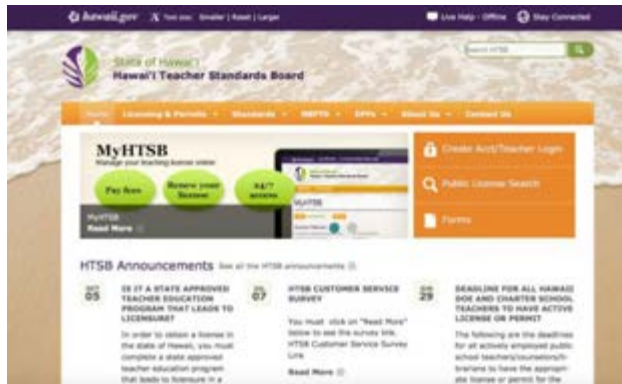 hawaii.gov Text size: Smaller | Reset | Larger Live Help - Offline Stay Connected
State of Hawai'i
Hawai'i Teacher Standards Board
Search HTSB
Home Licensing & Permits Standards NBPTS SPPs About Us Contact Us
MyHTSB
Manage your teaching license online
Pay fees
Renew your
license
24/7
access
MyHTSB
MyHTSB
Read More
Create Acct/Teacher Login
Public License Search
Forms
HTSB Announcements See all the HTSB announcements
OCT
05
IS IT A STATE APPROVED
TEACHER EDUCATION
PROGRAM THAT LEADS TO
LICENSURE?
In order to obtain a license in
the state of Hawaii, you must
complete a state approved
teacher education program
that leads to licensure in a
07
HTSB CUSTOMER SERVICE
SURVEY
You must click on "Read More"
below to see the survey link.
HTSB Customer Service Survey
Link
Read More
29
DEADLINE FOR ALL HAWAII
DOE AND CHARTER SCHOOL
TEACHERS TO HAVE ACTIVE
LICENSE OR PERMIT
The following are the deadlines
for all actively employed public
school teachers/counselors/li-
brarians to have the appropri-
ate license or permit for the